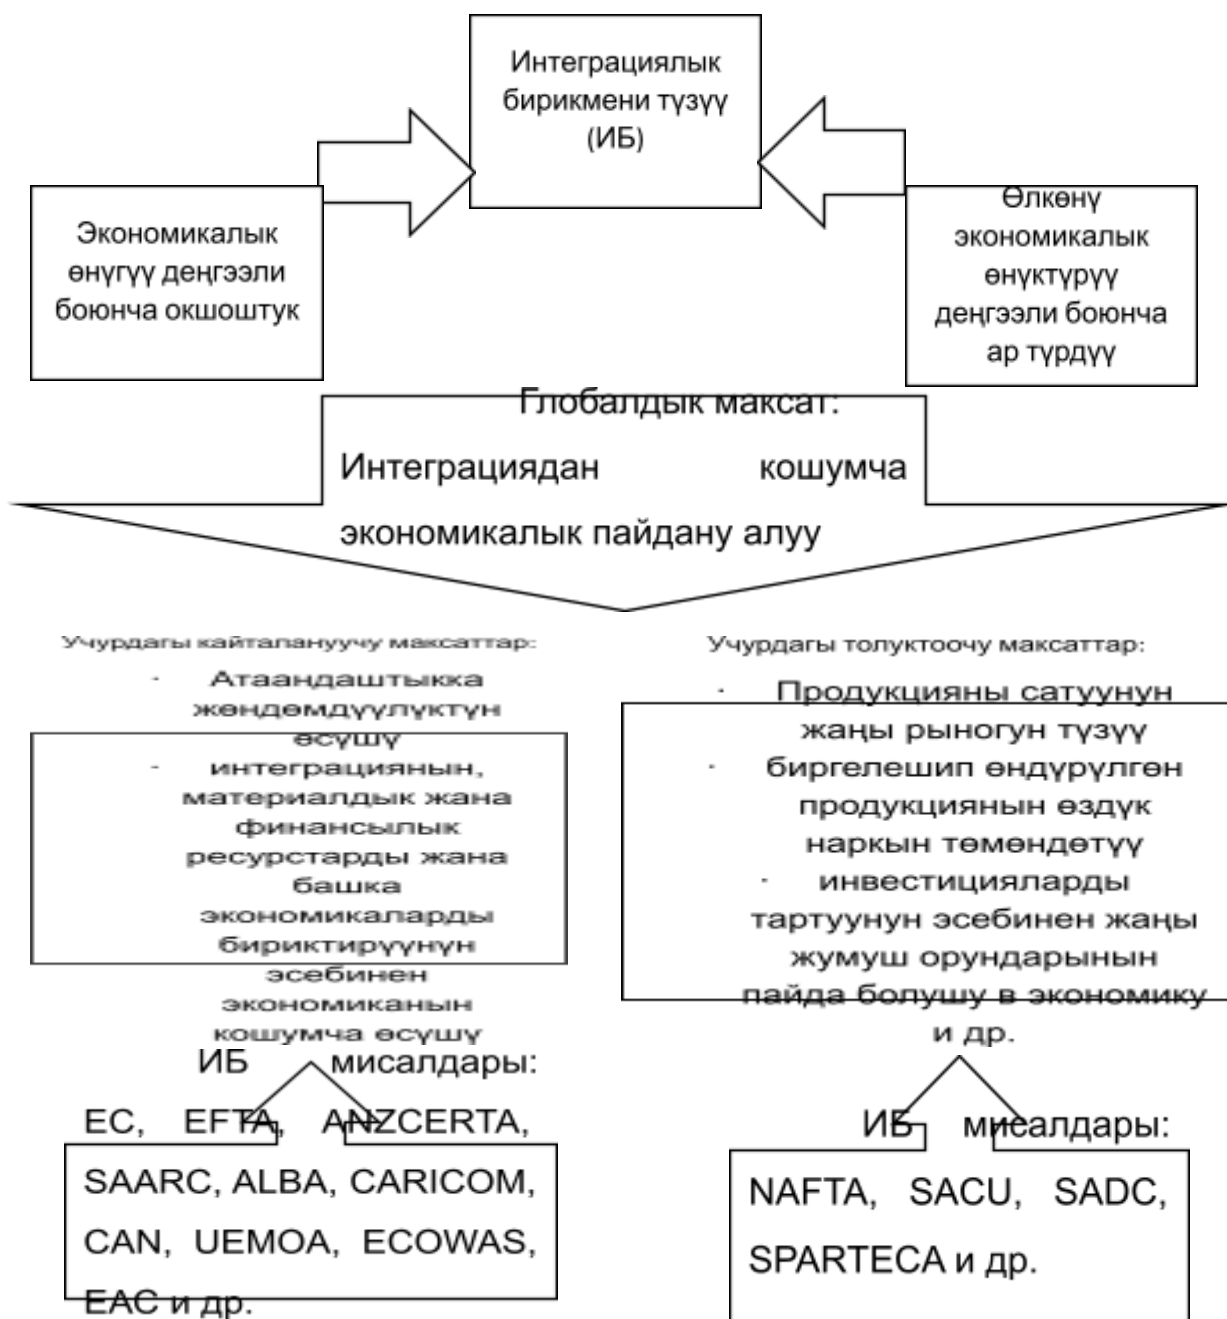 Интеграциялык
бирикмени түзүү
(ИБ)
Экономикалык
өнүгүү деңгээли
боюнча окшоштук
Өлкөнү
экономикалык
өнүктүрүү
деңгээли боюнча
ар түрдүү
Глобалдык максат:
Интеграциядан кошумча
экономикалык пайдану алуу
Учурдагы кайталануучу максаттар:
· Атаандаштыкка
жөндөмдүүлүктүн
өсүшү
· интеграциянын,
материалдык жана
финансылык
ресурстарды жана
башка
экономикаларды
бириктирүүнүн
эсебинен
экономиканын
кошумча өсүшү
ИБ мисалдары:
ЕС, EFTA, ANZCERTA,
SAARC, ALBA, CARICOM,
CAN, UEMOA, ECOWAS,
EAC и др.
Учурдагы толуктоочу максаттар:
· Продукцияны сатуунун
жаңы рыногун түзүү
· биргелешип өндүрүлгөн
продукциянын өздүк
наркын төмөндөтүү
· инвестицияларды
тартуунун эсебинен жаңы
жумуш орундарынын
пайда болушу в экономику
и др.
ИБ мисалдары:
NAFTA, SACU, SADC,
SPARTECA и др.